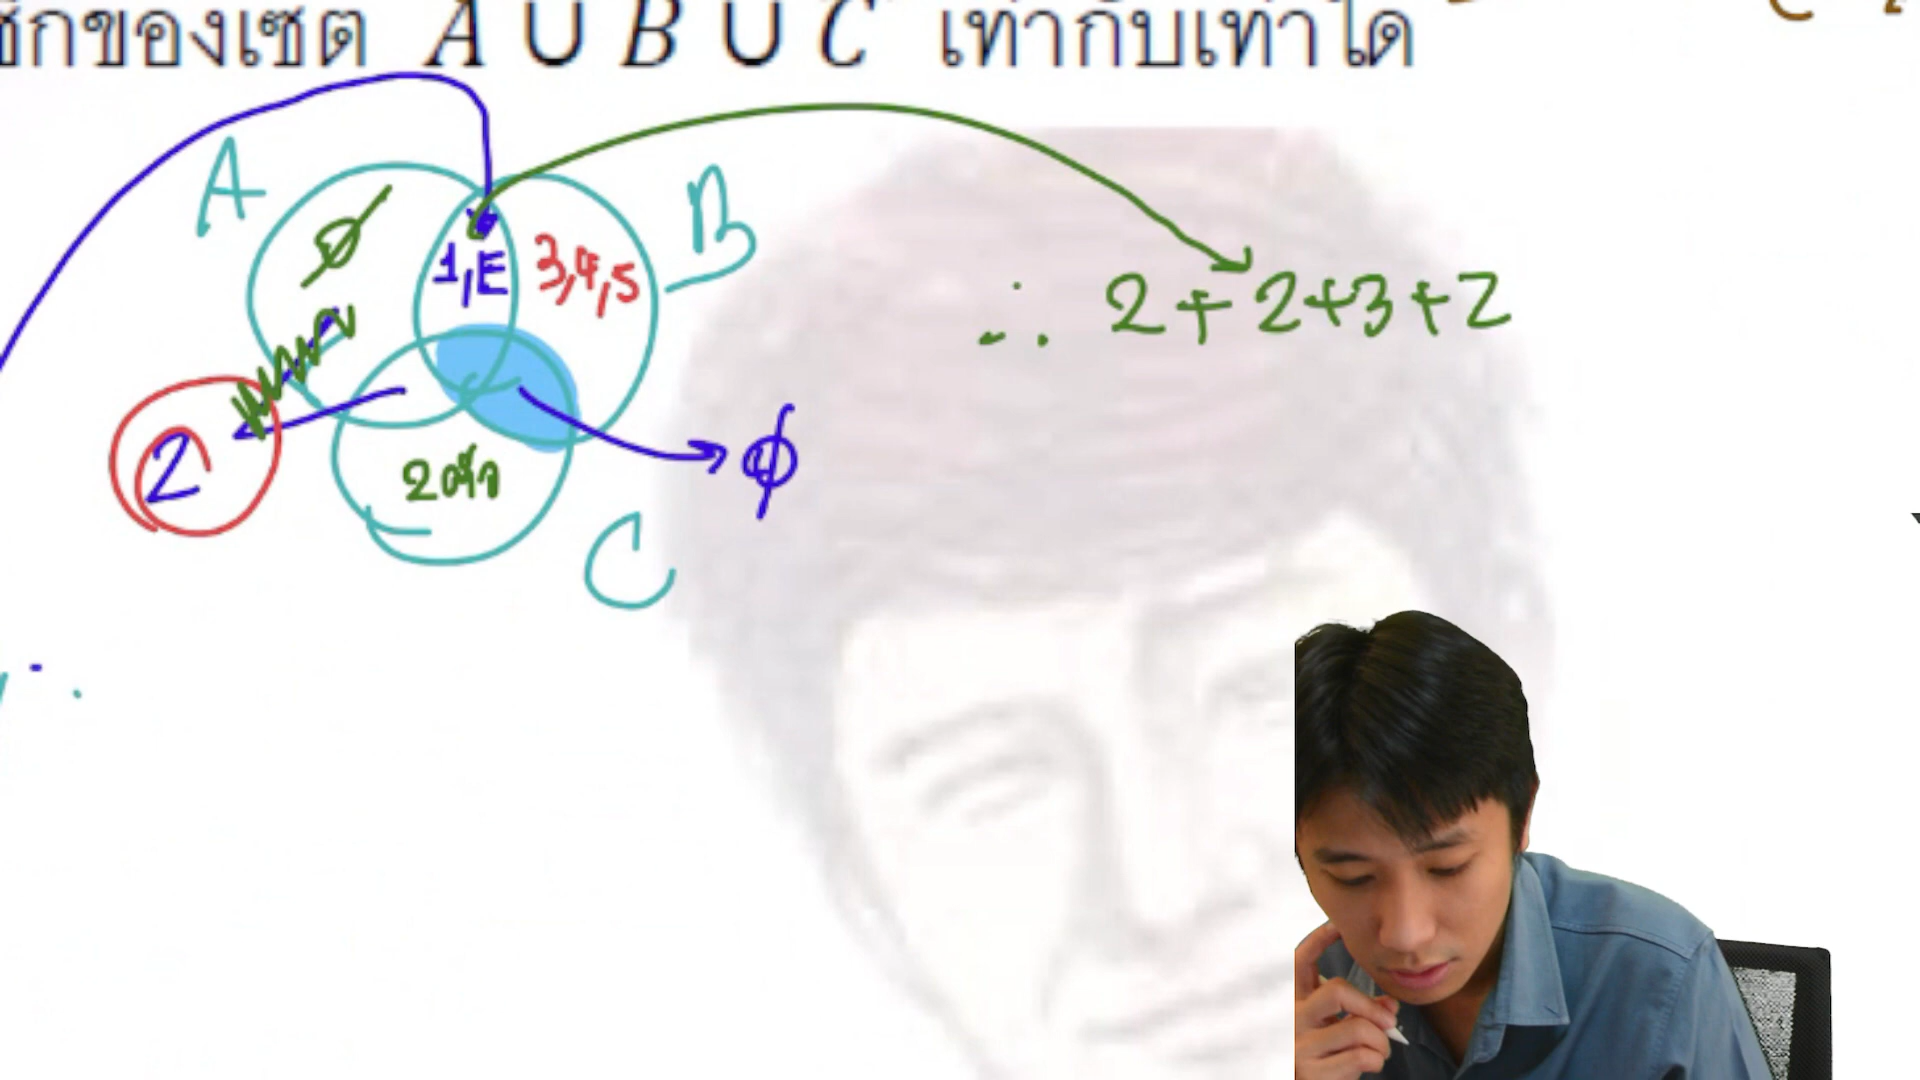 ชิกของเซต A ∪ B ∪ C เท่ากับเท่าใด
A
B
∅
1,E
3,4,5
∴ 2+2+3+2
2
∅
2 ตัว
C